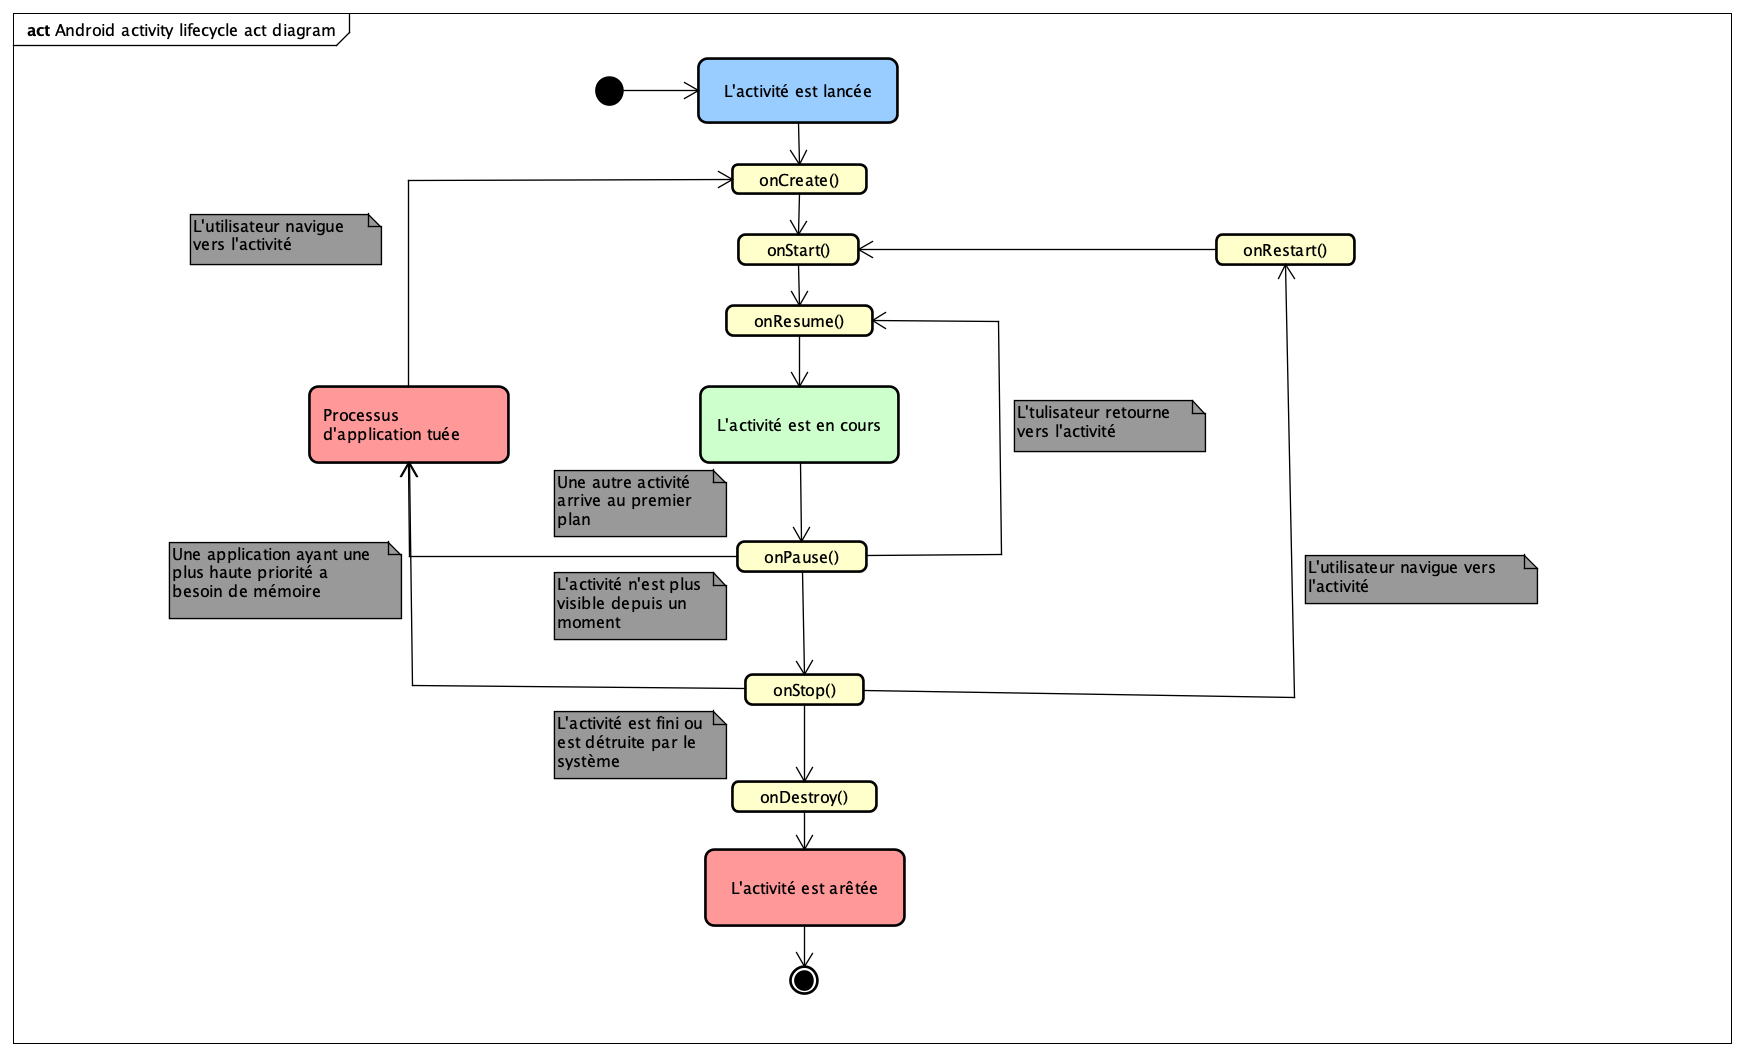 act Android activity lifecycle act diagram
L'activité est lancée
onCreate()
L'utilisateur navigue
vers l'activité
onStart()
onRestart()
onResume()
Processus
d'application tuée
L'activité est en cours
L'tulisateur retourne
vers l'activité
Une autre activité
arrive au premier
plan
onPause()
Une application ayant une
plus haute priorité a
besoin de mémoire
L'activité n'est plus
visible depuis un
moment
L'utilisateur navigue vers
l'activité
onStop()
L'activité est fini ou
est détruite par le
système
onDestroy()
L'activité est arêtée